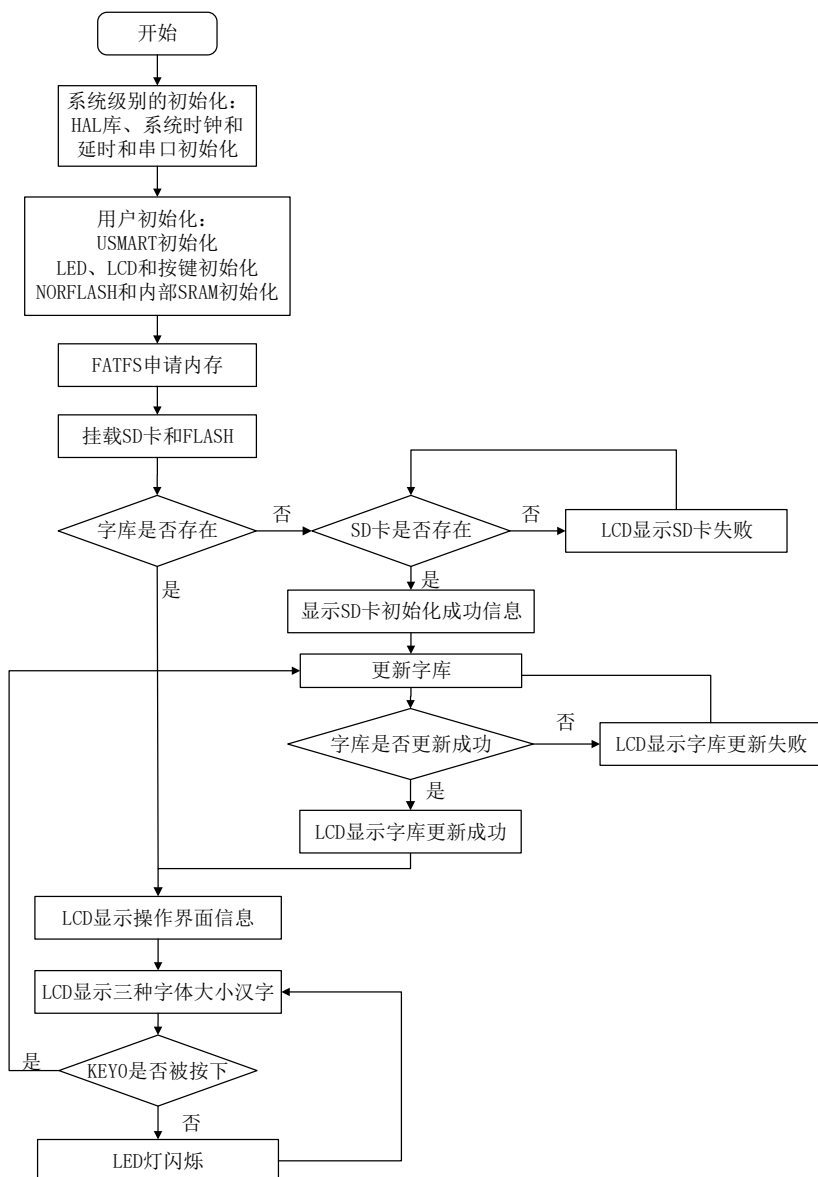 开始
系统级别的初始化：
HAL库、系统时钟和
延时和串口初始化
用户初始化：
USMART初始化
LED、LCD和按键初始化
NORFLASH和内部SRAM初始化
FATFS申请内存
挂载SD卡和FLASH
字库是否存在
否
SD卡是否存在
否
LCD显示SD卡失败
是
是
显示SD卡初始化成功信息
更新字库
字库是否更新成功
否
LCD显示字库更新失败
是
LCD显示字库更新成功
LCD显示操作界面信息
LCD显示三种字体大小汉字
是
KEY0是否被按下
否
LED灯闪烁